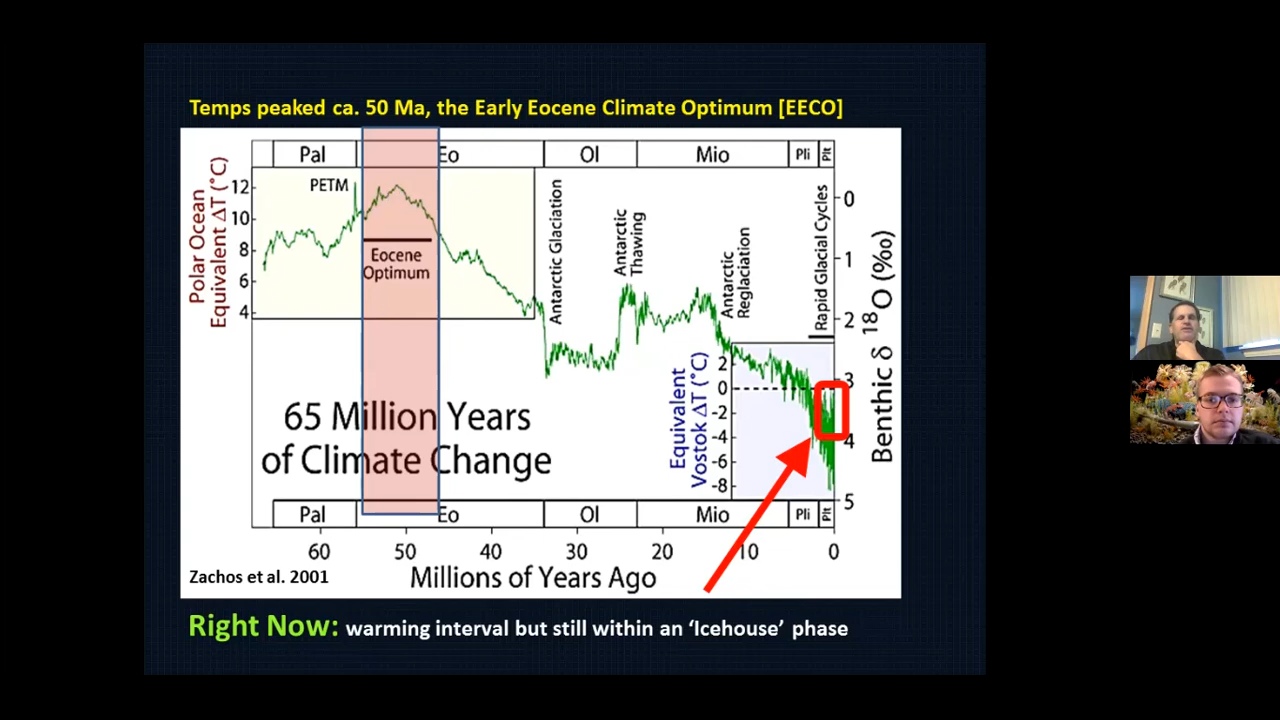 Temps peaked ca. 50 Ma, the Early Eocene Climate Optimum [EECO]
Pal
Eo
Ol
Mio
Pli
Plt
Polar Ocean
Equivalent ΔT (°C)
12
10
8
6
4
PETM
Eocene
Optimum
Antarctic Glaciation
Antarctic
Thawing
Antarctic
Reglaciation
Rapid Glacial Cycles
0
1
2
3
4
5
Benthic δ 18O (‰)
Equivalent
Vostok ΔT (°C)
2
0
-2
-4
-6
-8
65 Million Years
of Climate Change
Pal
Eo
Ol
Mio
Pli
Plt
60
50
40
30
20
10
0
Zachos et al. 2001
Millions of Years Ago
Right Now: warming interval but still within an ‘Icehouse’ phase